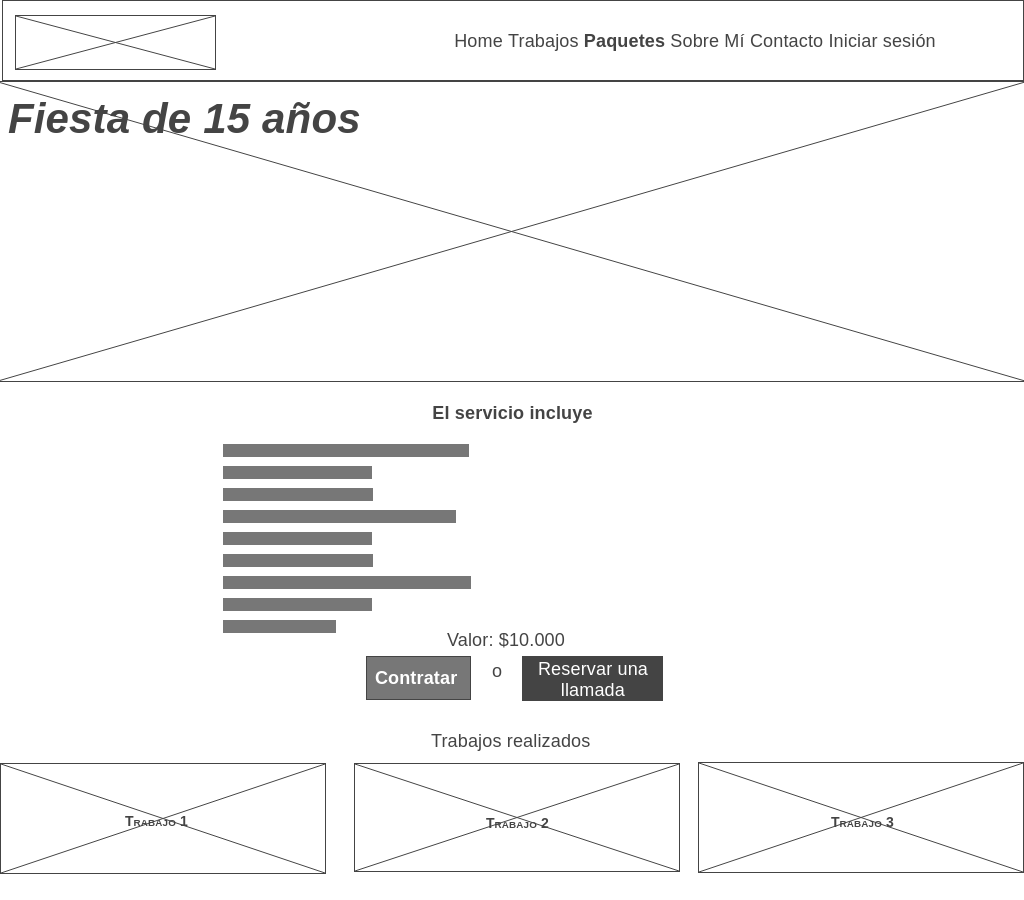 Home Trabajos Paquetes Sobre Mí Contacto Iniciar sesión
Fiesta de 15 años
El servicio incluye
Valor: $10.000
Contratar
o
Reservar una
llamada
Trabajos realizados
Trabajo 1
Trabajo 2
Trabajo 3